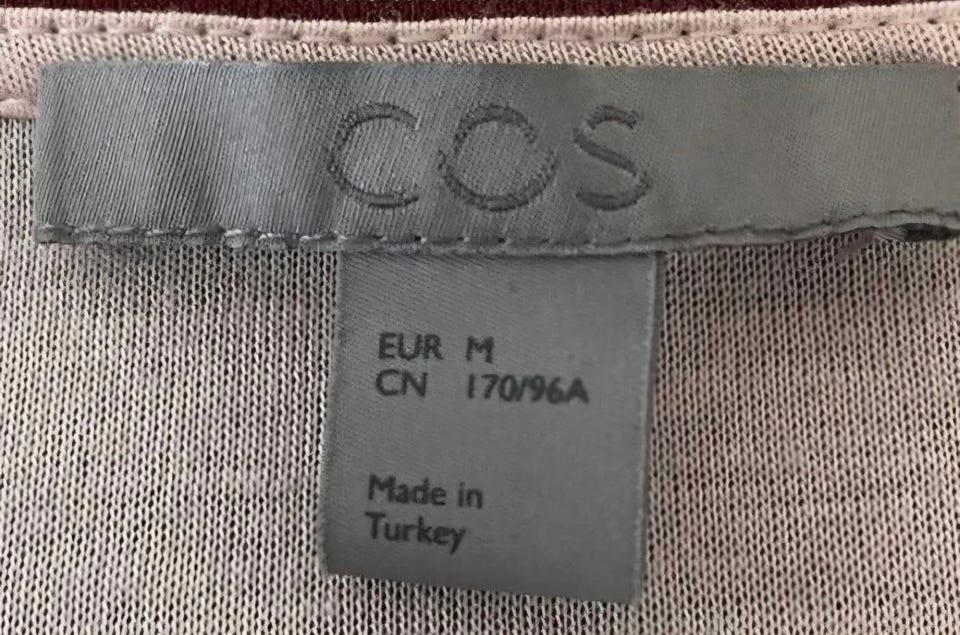 COS
EUR M
CN 170/96A
Made in
Turkey